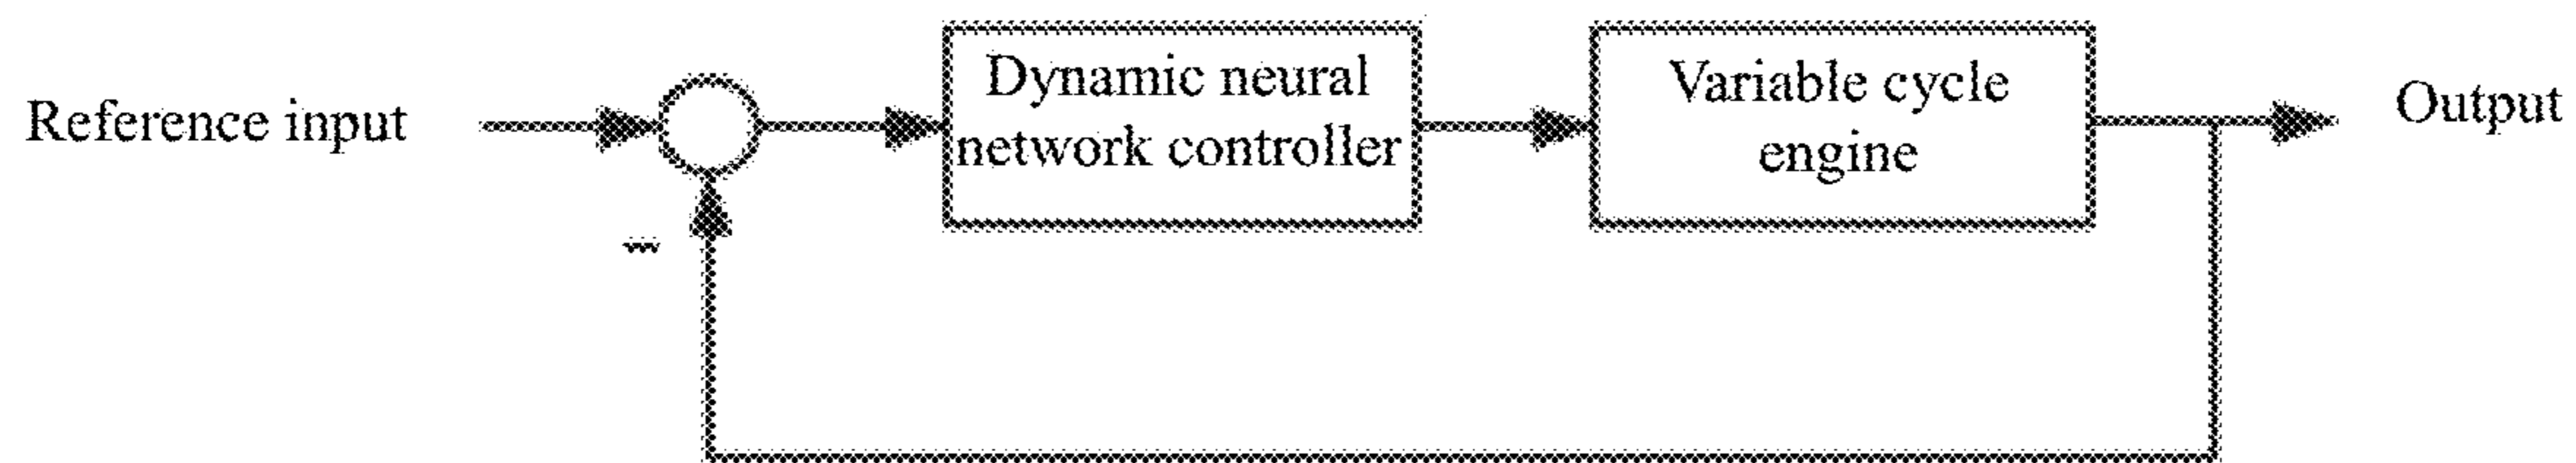 Reference input
Dynamic neural
network controller
Variable cycle
engine
Output
−